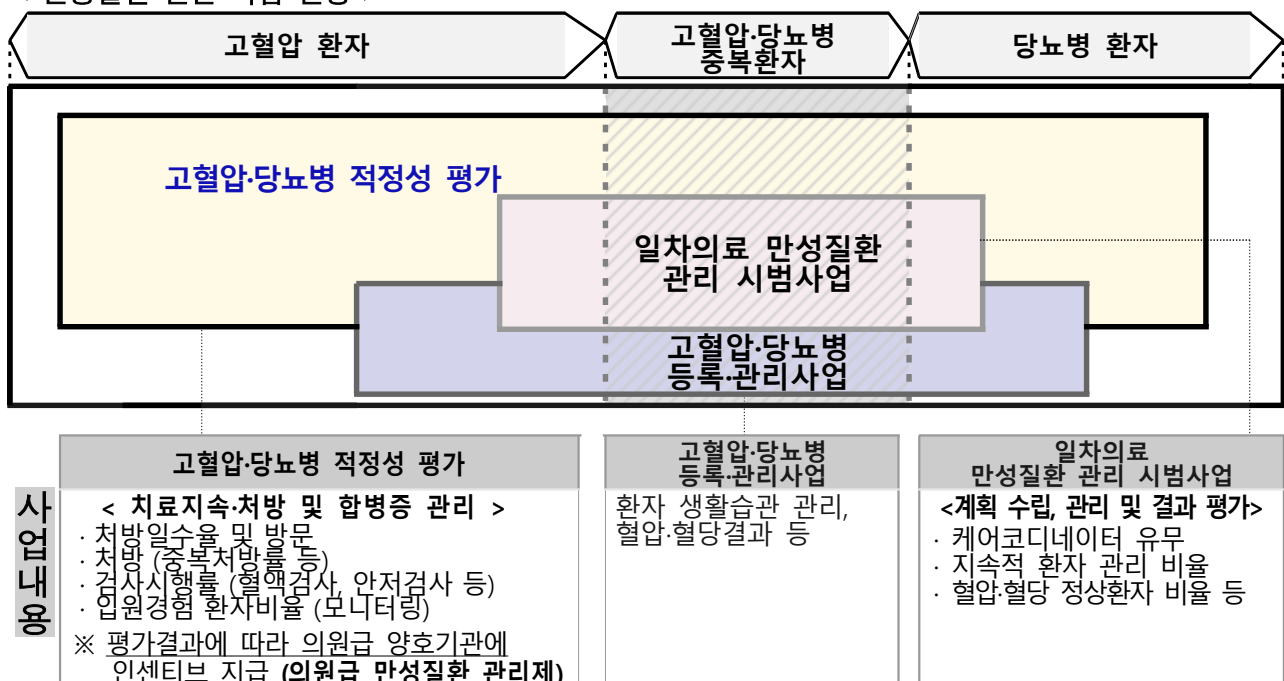 고혈압 환자
고혈압·당뇨병
중복환자
당뇨병 환자
고혈압·당뇨병 적정성 평가
일차의료 만성질환
관리 시범사업
고혈압·당뇨병
등록·관리사업
사업내용
고혈압·당뇨병 적정성 평가
< 치료지속·처방 및 합병증 관리 >
· 처방일수율 및 방문
· 처방 (중복처방률 등)
· 검사시행률 (혈액검사, 안저검사 등)
· 입원경험 환자비율 (모니터링)
※ 평가결과에 따라 의원급 양호기관에
인센티브 지급 (의원급 만성질환 관리제)
고혈압·당뇨병
등록·관리사업
환자 생활습관 관리,
혈압·혈당결과 등
일차의료
만성질환 관리 시범사업
<계획 수립, 관리 및 결과 평가>
· 케어코디네이터 유무
· 지속적 환자 관리 비율
· 혈압·혈당 정상환자 비율 등